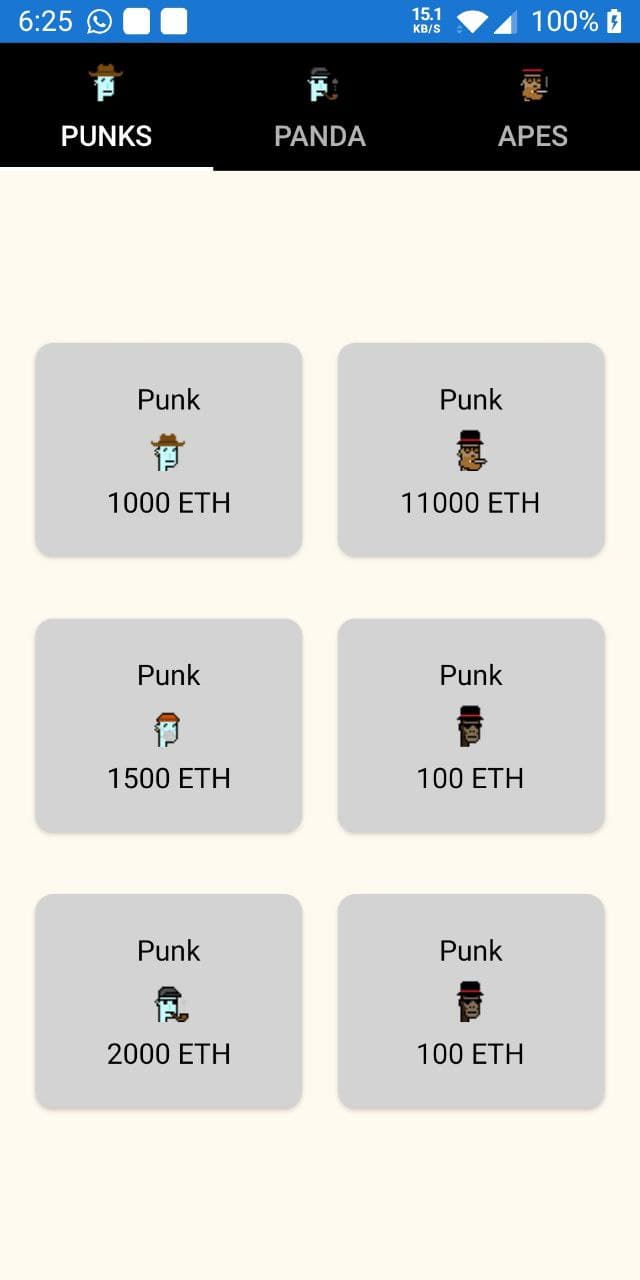 6:25 15.1 KB/S 100%
PUNKS PANDA APES
Punk Punk
1000 ETH 11000 ETH
Punk Punk
1500 ETH 100 ETH
Punk Punk
2000 ETH 100 ETH